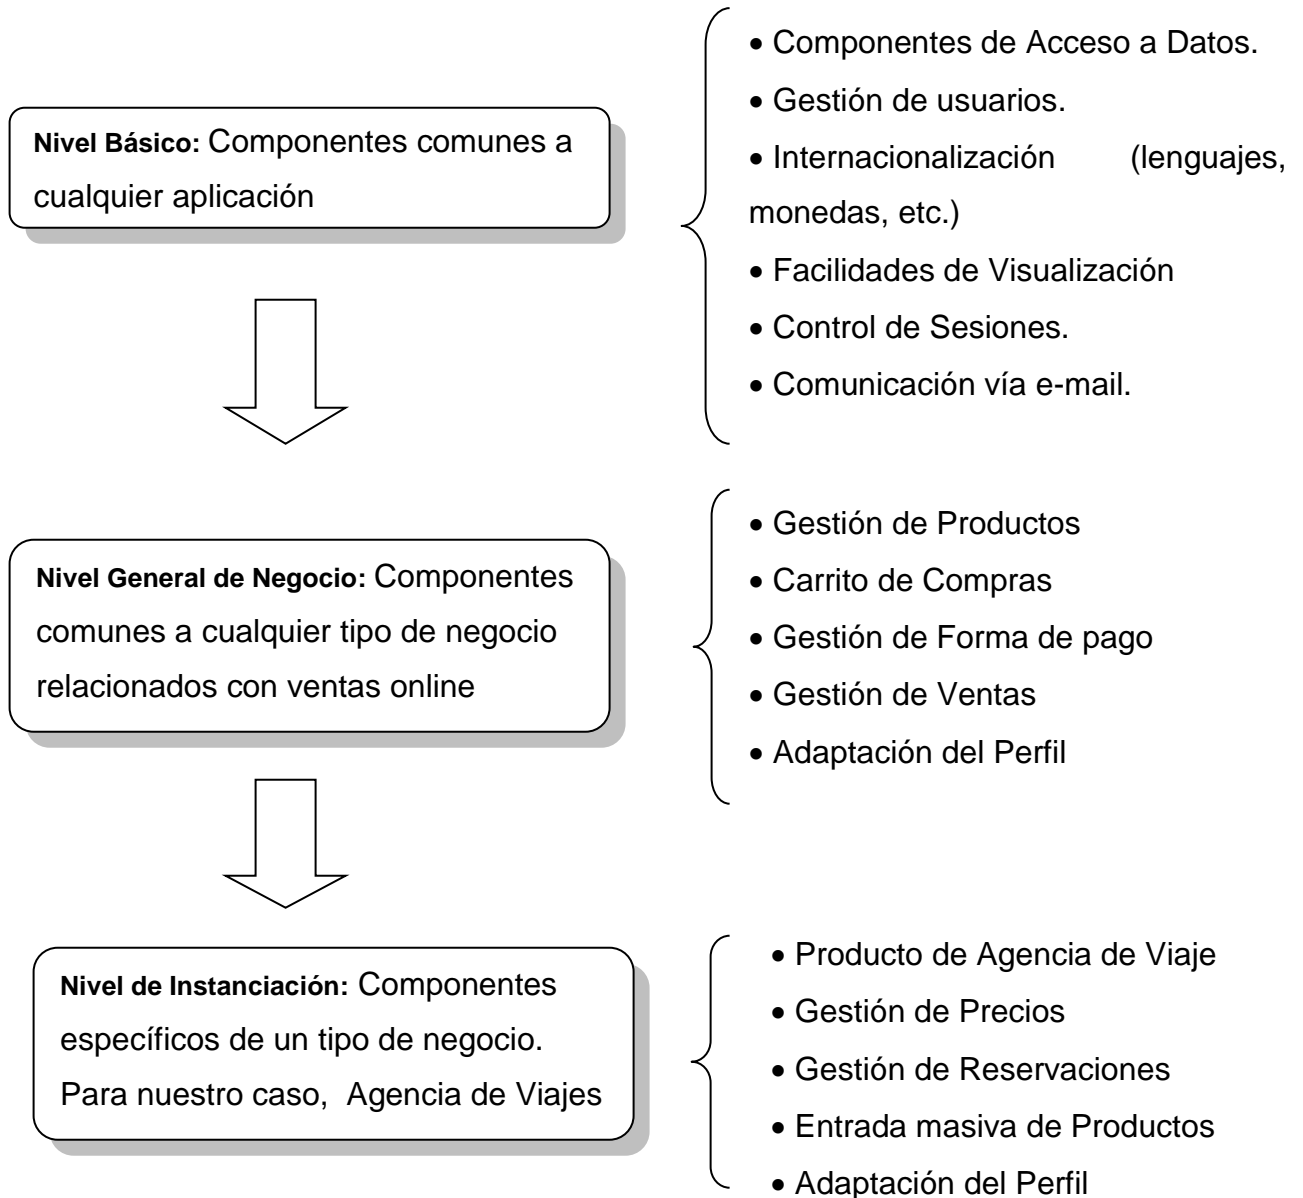 Nivel Básico: Componentes comunes a
cualquier aplicación
• Componentes de Acceso a Datos.
• Gestión de usuarios.
• Internacionalización (lenguajes,
monedas, etc.)
• Facilidades de Visualización
• Control de Sesiones.
• Comunicación vía e-mail.
Nivel General de Negocio: Componentes
comunes a cualquier tipo de negocio
relacionados con ventas online
• Gestión de Productos
• Carrito de Compras
• Gestión de Forma de pago
• Gestión de Ventas
• Adaptación del Perfil
Nivel de Instanciación: Componentes
específicos de un tipo de negocio.
Para nuestro caso, Agencia de Viajes
• Producto de Agencia de Viaje
• Gestión de Precios
• Gestión de Reservaciones
• Entrada masiva de Productos
• Adaptación del Perfil